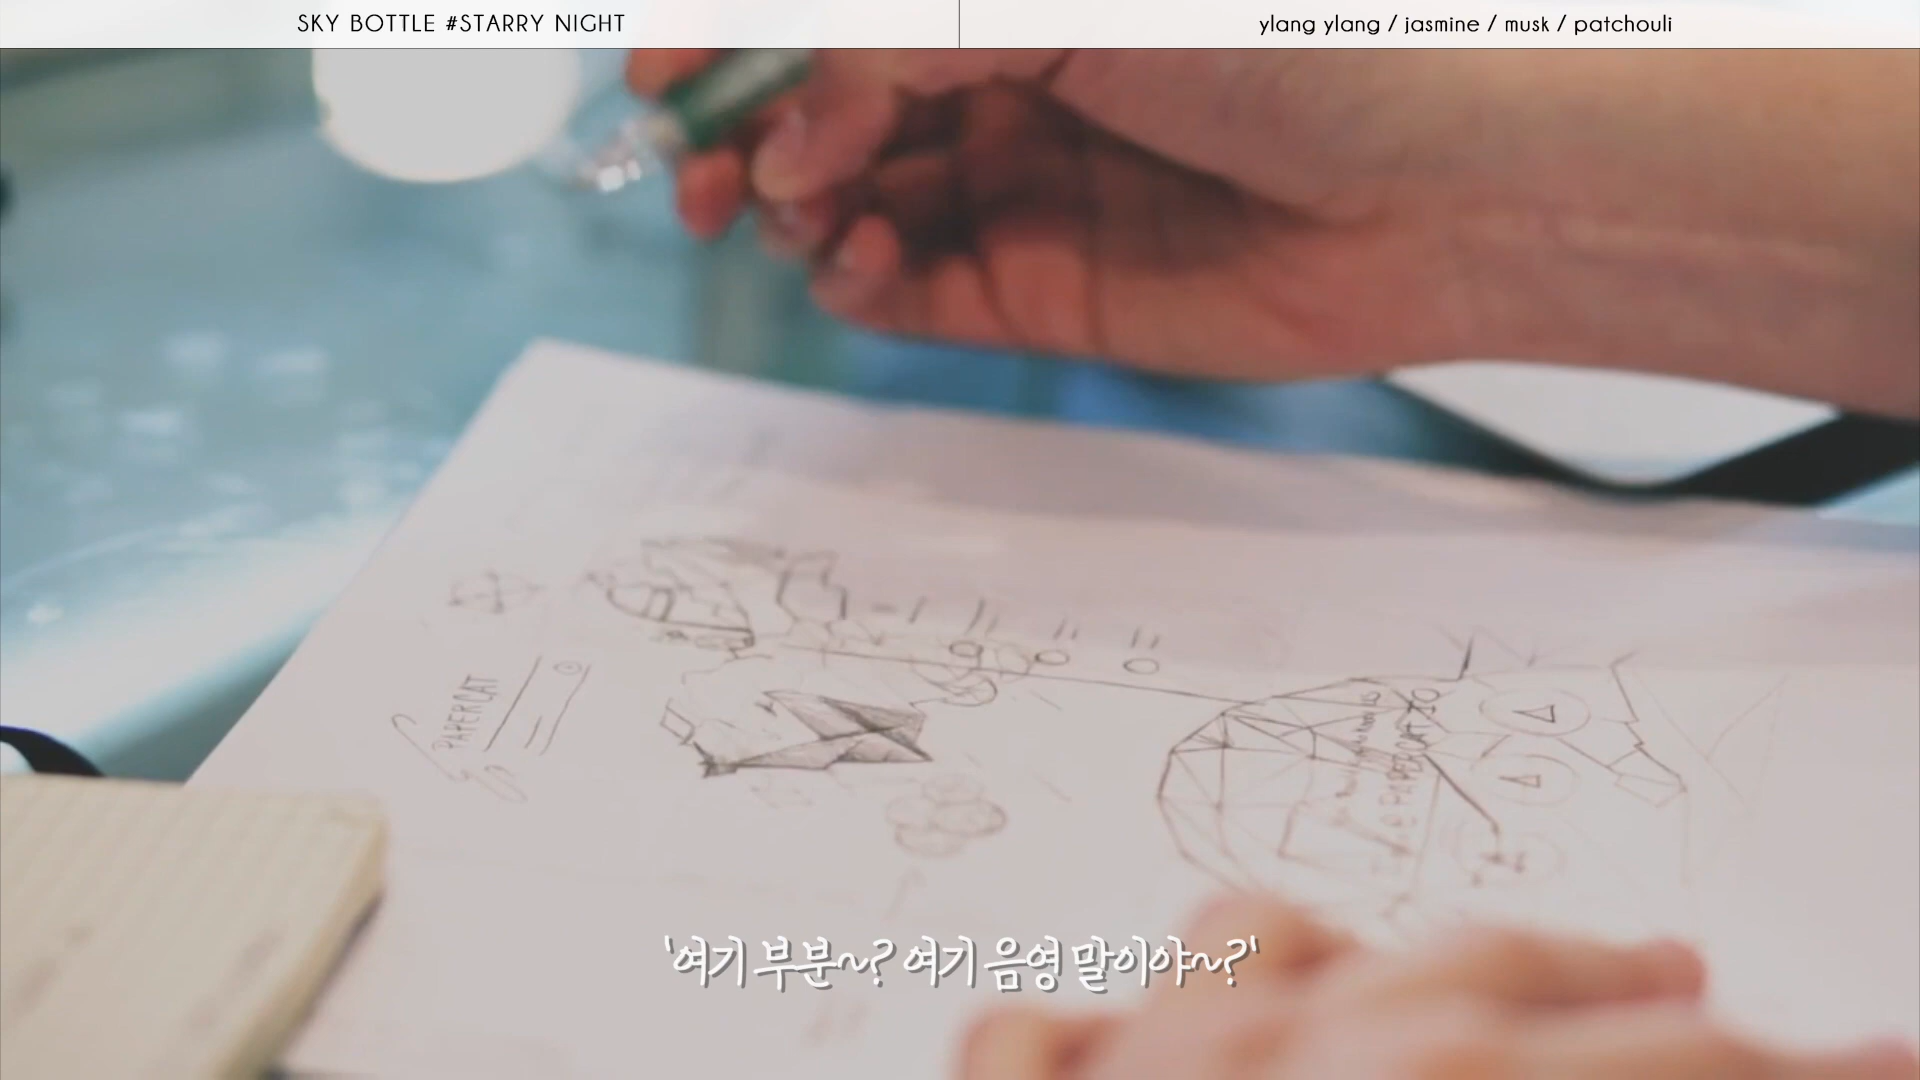 SKY BOTTLE #STARRY NIGHT
ylang ylang / jasmine / musk / patchouli
PAPERCAT
'여기 부분~? 여기 음영 말이야~?'